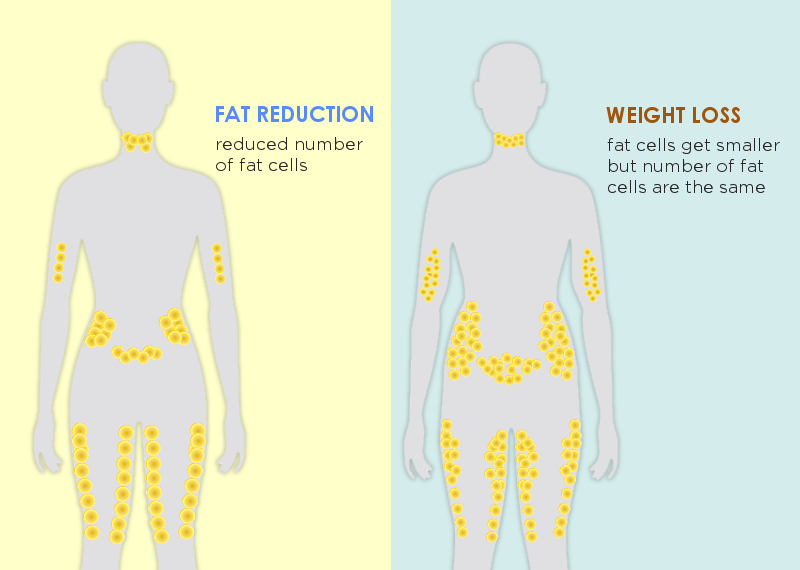 FAT REDUCTION
reduced number
of fat cells
WEIGHT LOSS
fat cells get smaller
but number of fat
cells are the same